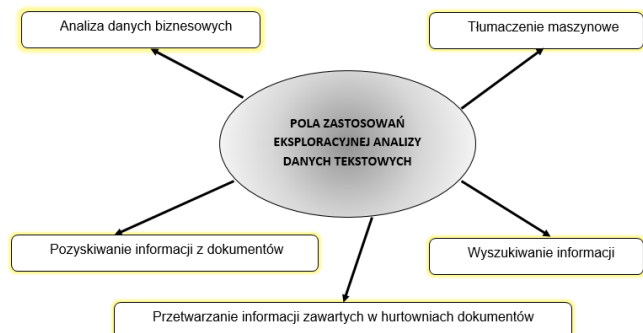 Analiza danych biznesowych
Tłumaczenie maszynowe
POLA ZASTOSOWAŃ
EKSPLORACYJNEJ ANALIZY
DANYCH TEKSTOWYCH
Pozyskiwanie informacji z dokumentów
Wyszukiwanie informacji
Przetwarzanie informacji zawartych w hurtowniach dokumentów